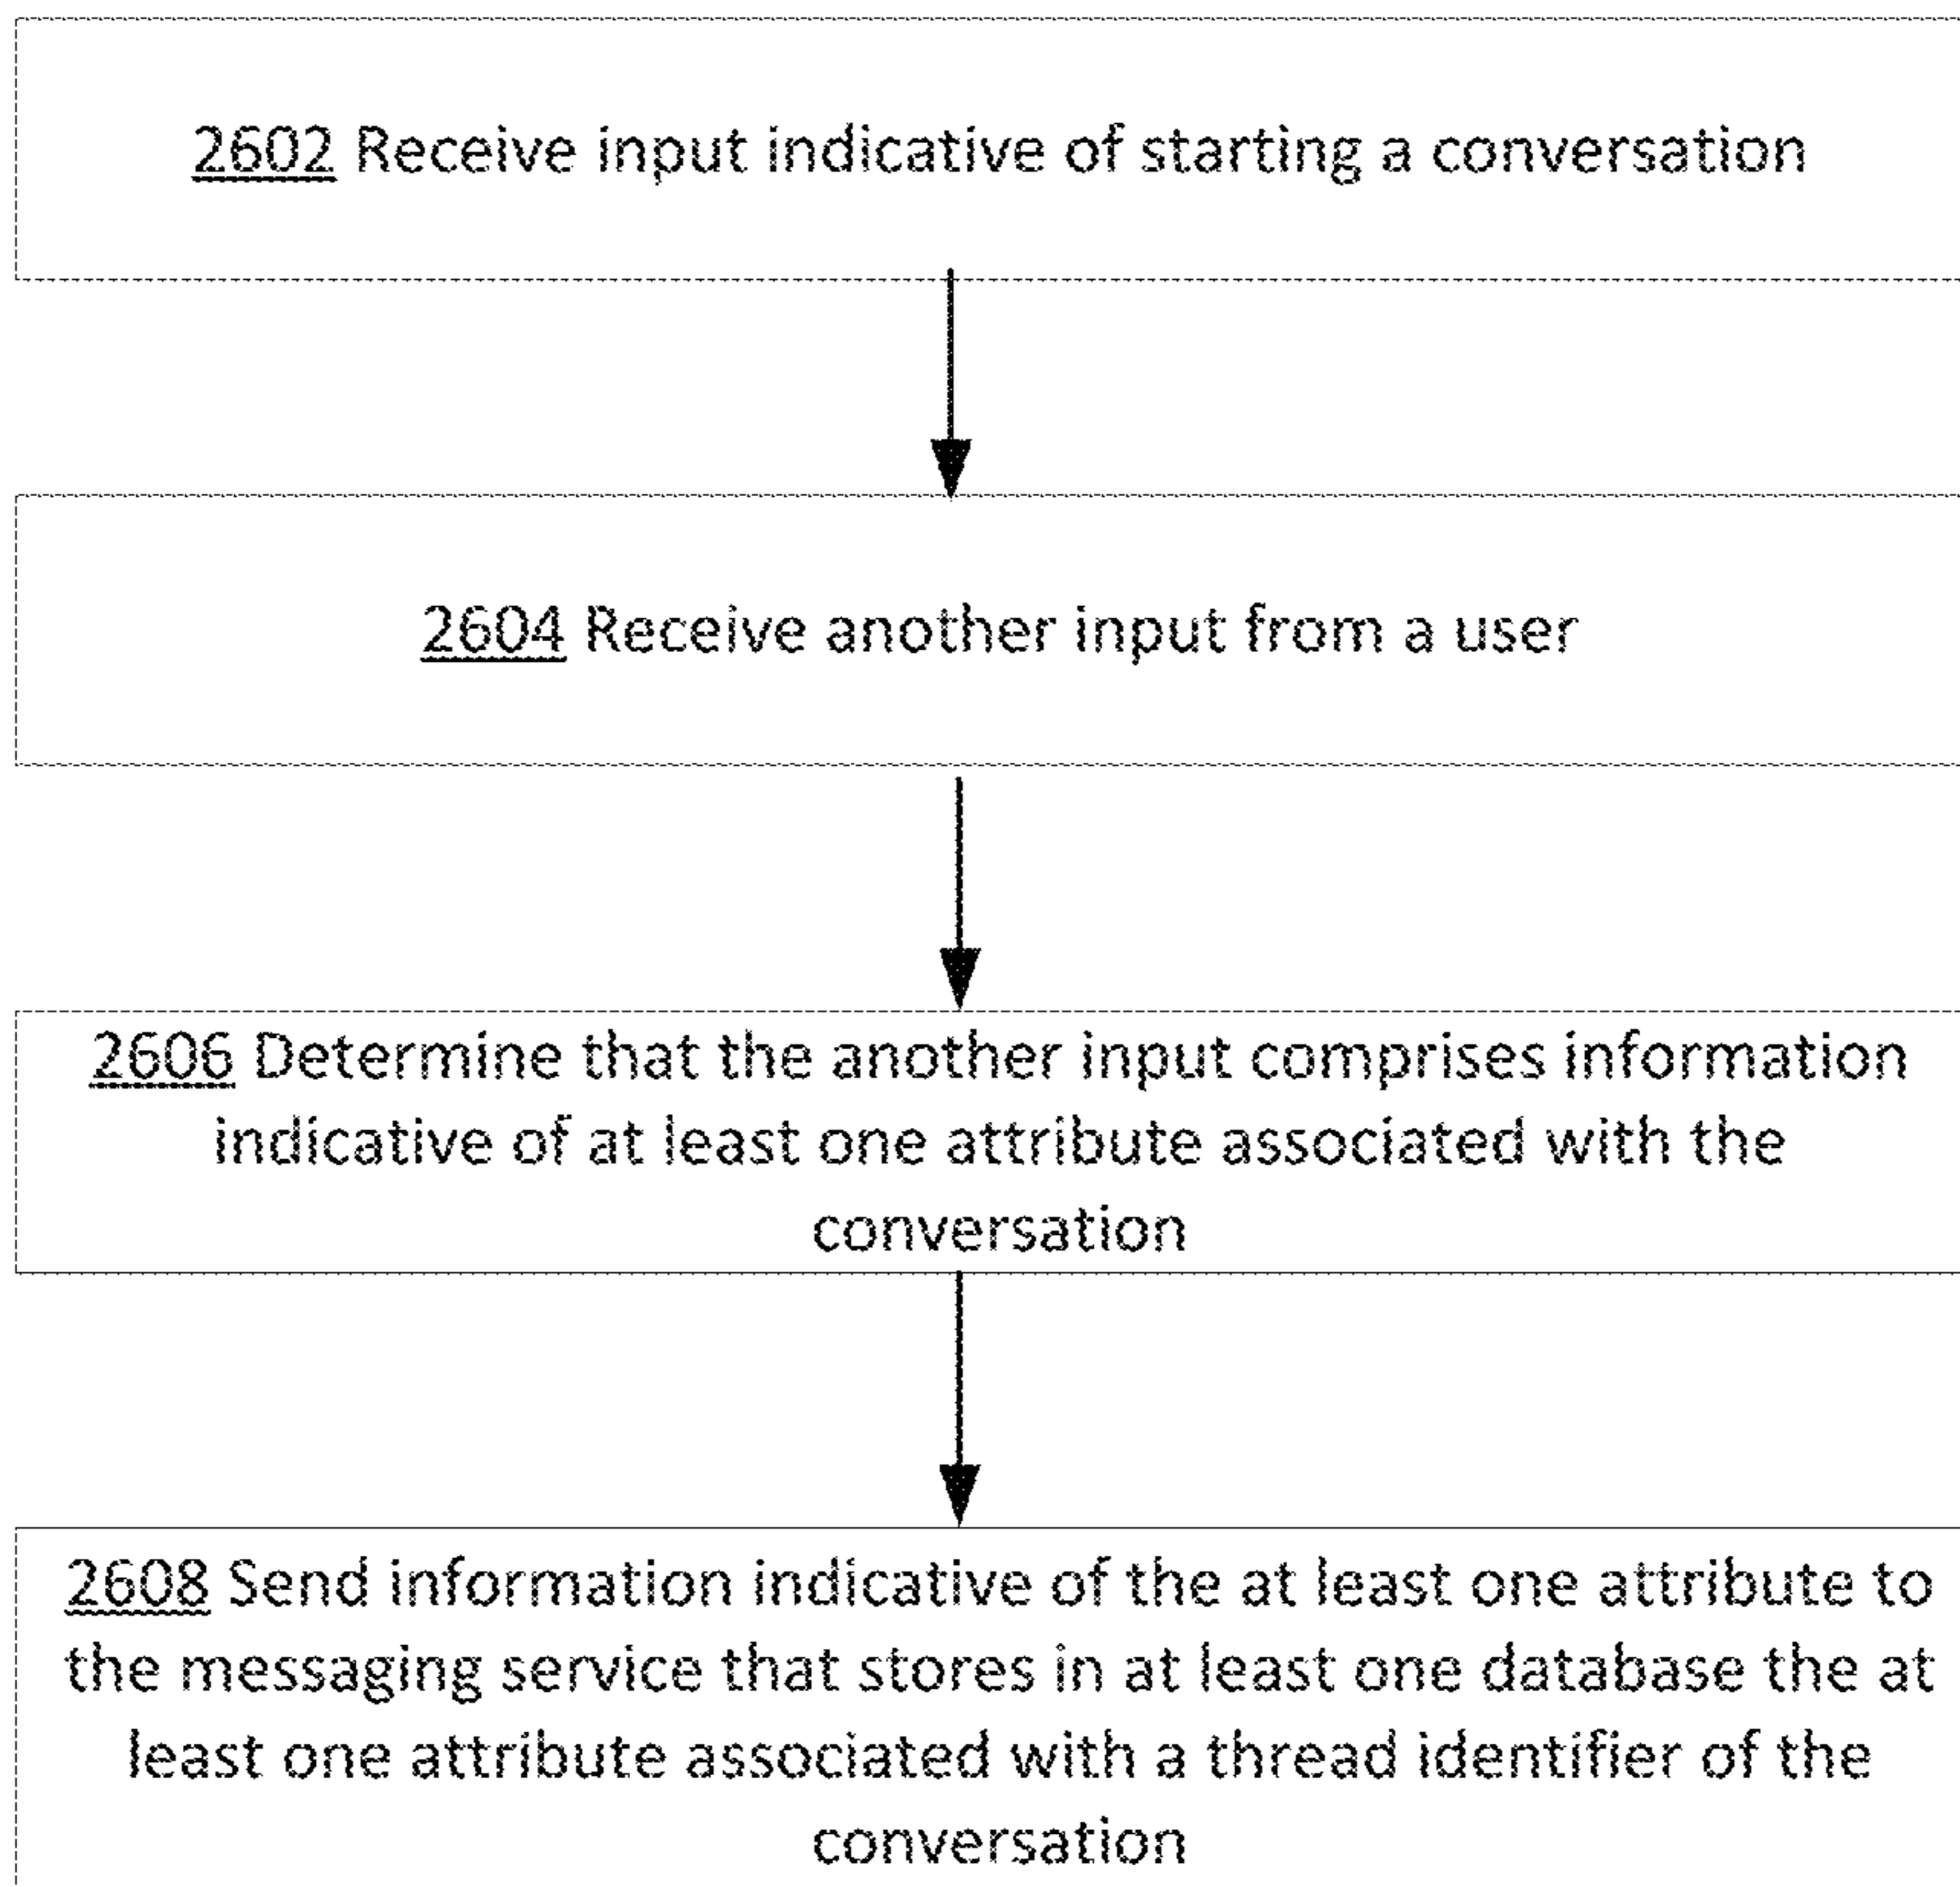 2602 Receive input indicative of starting a conversation
2604 Receive another input from a user
2606 Determine that the another input comprises information
indicative of at least one attribute associated with the
conversation
2608 Send information indicative of the at least one attribute to
the messaging service that stores in at least one database the at
least one attribute associated with a thread identifier of the
conversation